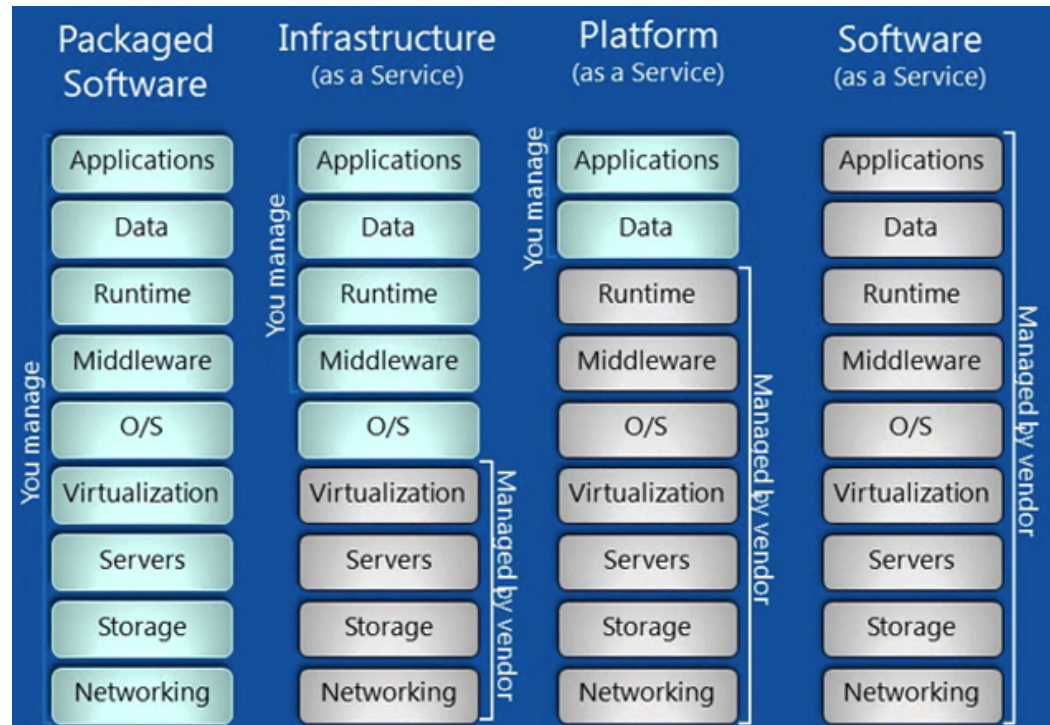 Packaged
Software
You manage
Applications
Data
Runtime
Middleware
O/S
Virtualization
Servers
Storage
Networking
Infrastructure
(as a Service)
You manage
Applications
Data
Runtime
Middleware
O/S
Virtualization
Servers
Storage
Networking
Managed by vendor
Platform
(as a Service)
You manage
Applications
Data
Runtime
Middleware
O/S
Virtualization
Servers
Storage
Networking
Managed by vendor
Software
(as a Service)
Applications
Data
Runtime
Middleware
O/S
Virtualization
Servers
Storage
Networking
Managed by vendor